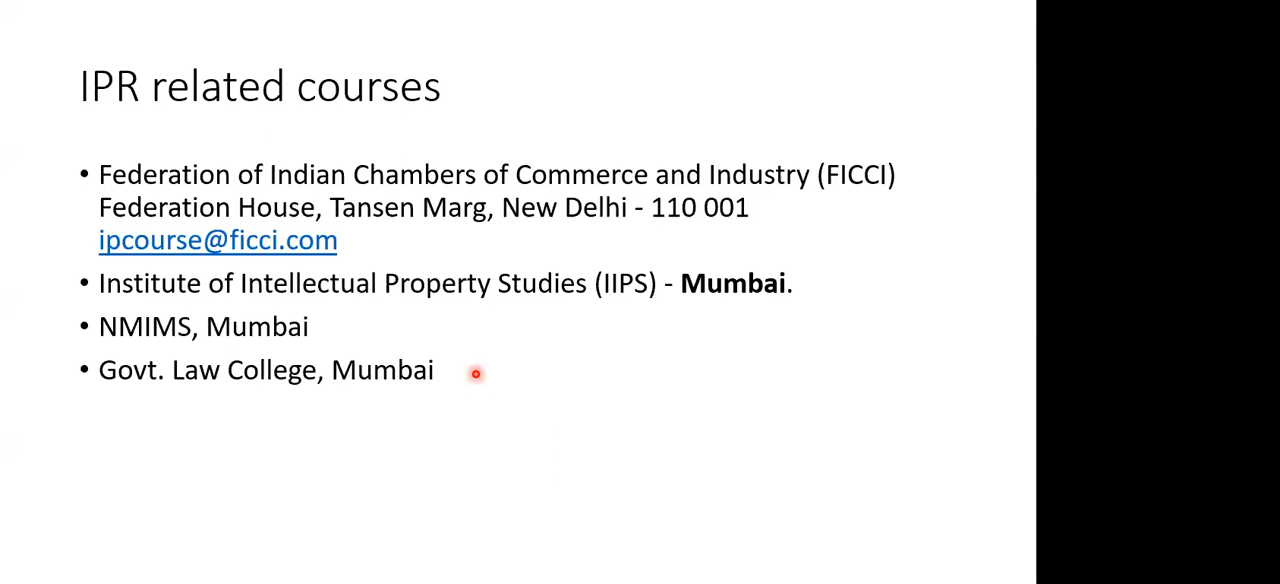 IPR related courses
• Federation of Indian Chambers of Commerce and Industry (FICCI)
Federation House, Tansen Marg, New Delhi - 110 001
ipcourse@ficci.com
• Institute of Intellectual Property Studies (IIPS) - Mumbai.
• NMIMS, Mumbai
• Govt. Law College, Mumbai